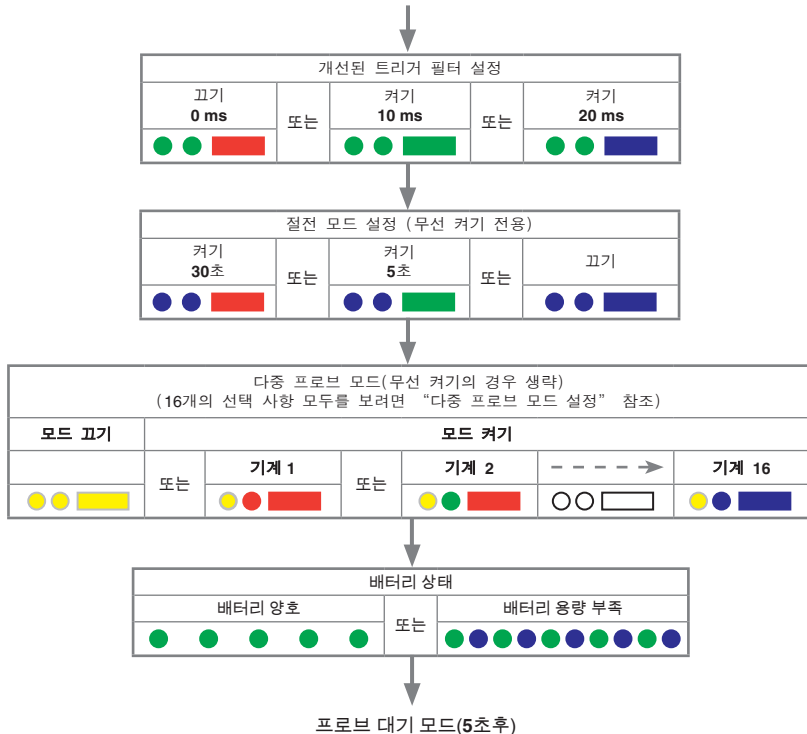 개선된 트리거 필터 설정
끄기
0 ms
또는
켜기
10 ms
또는
켜기
20 ms
절전 모드 설정 (무선 켜기 전용)
켜기
30초
또는
켜기
5초
또는
끄기
다중 프로브 모드(무선 켜기의 경우 생략)
(16개의 선택 사항 모두를 보려면 “다중 프로브 모드 설정” 참조)
모드 끄기
모드 켜기
또는
기계 1
또는
기계 2
기계 16
배터리 상태
배터리 양호
또는
배터리 용량 부족
프로브 대기 모드(5초후)